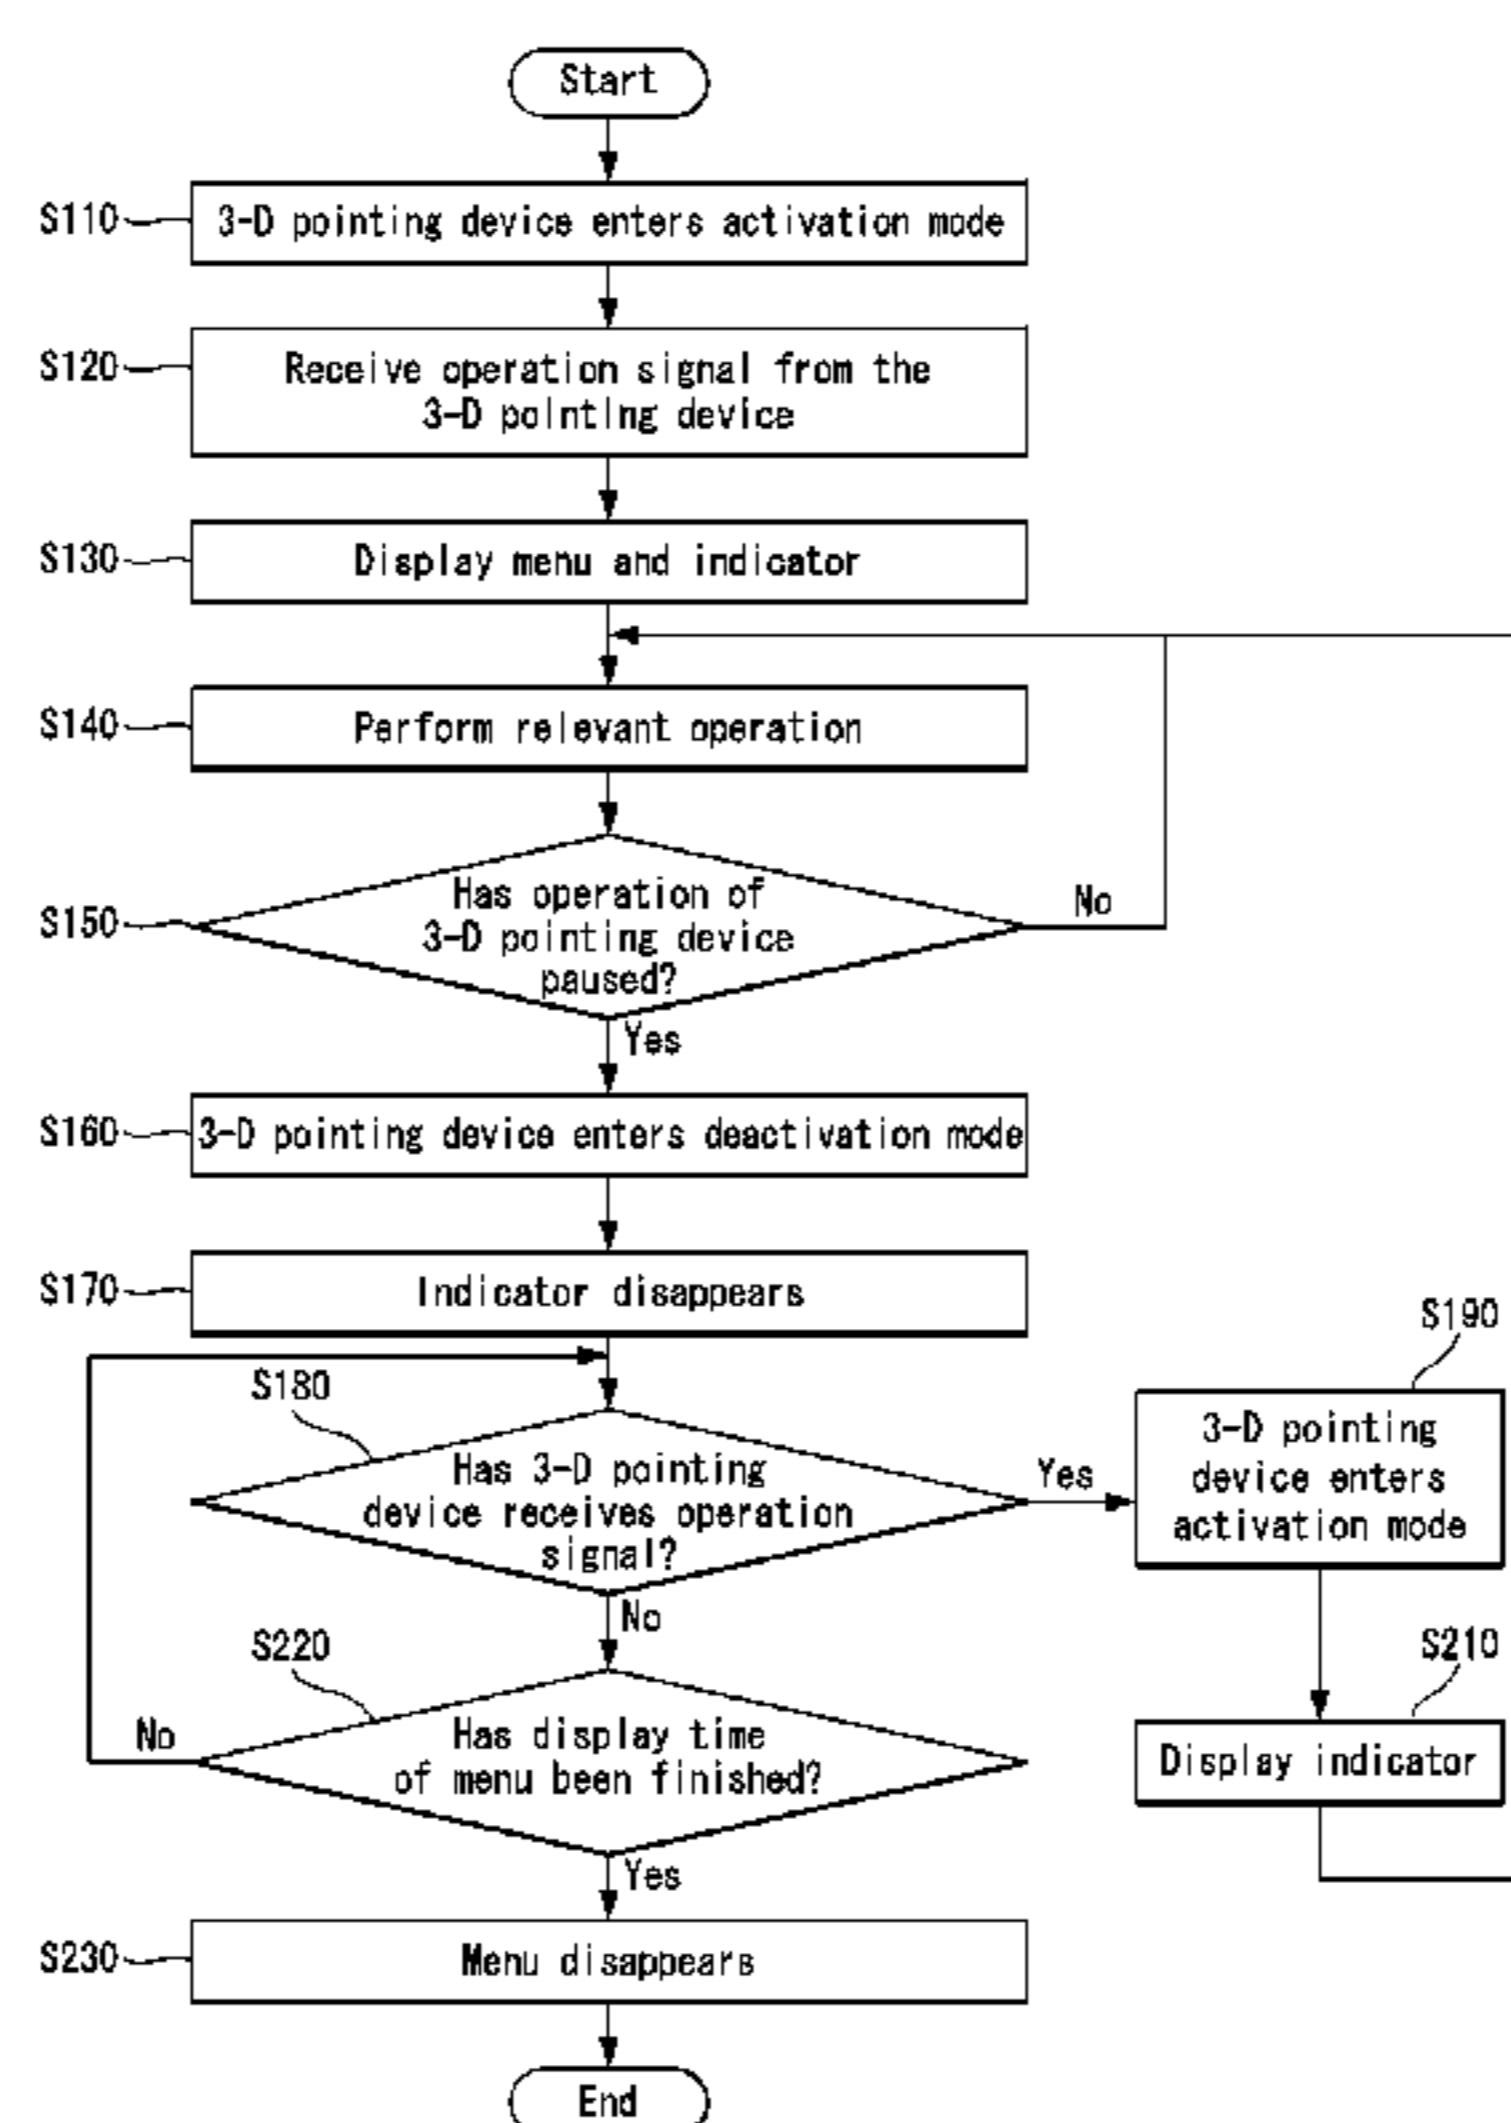 Start
S110
3-D pointing device enters activation mode
S120
Receive operation signal from the
3-D pointing device
S130
Display menu and indicator
S140
Perform relevant operation
S150
Has operation of
3-D pointing device
paused?
No
Yes
S160
3-D pointing device enters deactivation mode
S170
Indicator disappears
S180
Has 3-D pointing
device receives operation
signal?
Yes
S190
3-D pointing
device enters
activation mode
No
S210
Display indicator
S220
Has display time
of menu been finished?
No
Yes
S230
Menu disappears
End